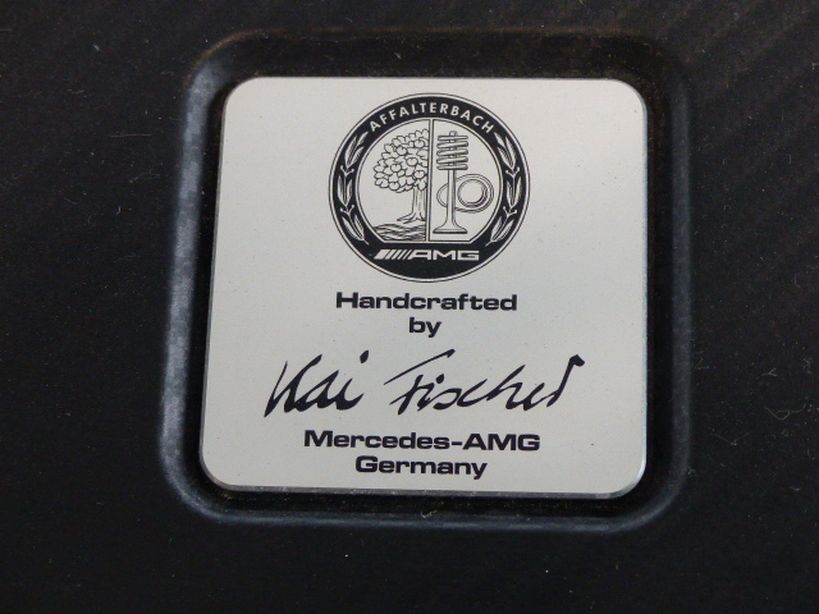 AFFALTERBACH
AMG
Handcrafted
by
Kai Fischer
Mercedes-AMG
Germany